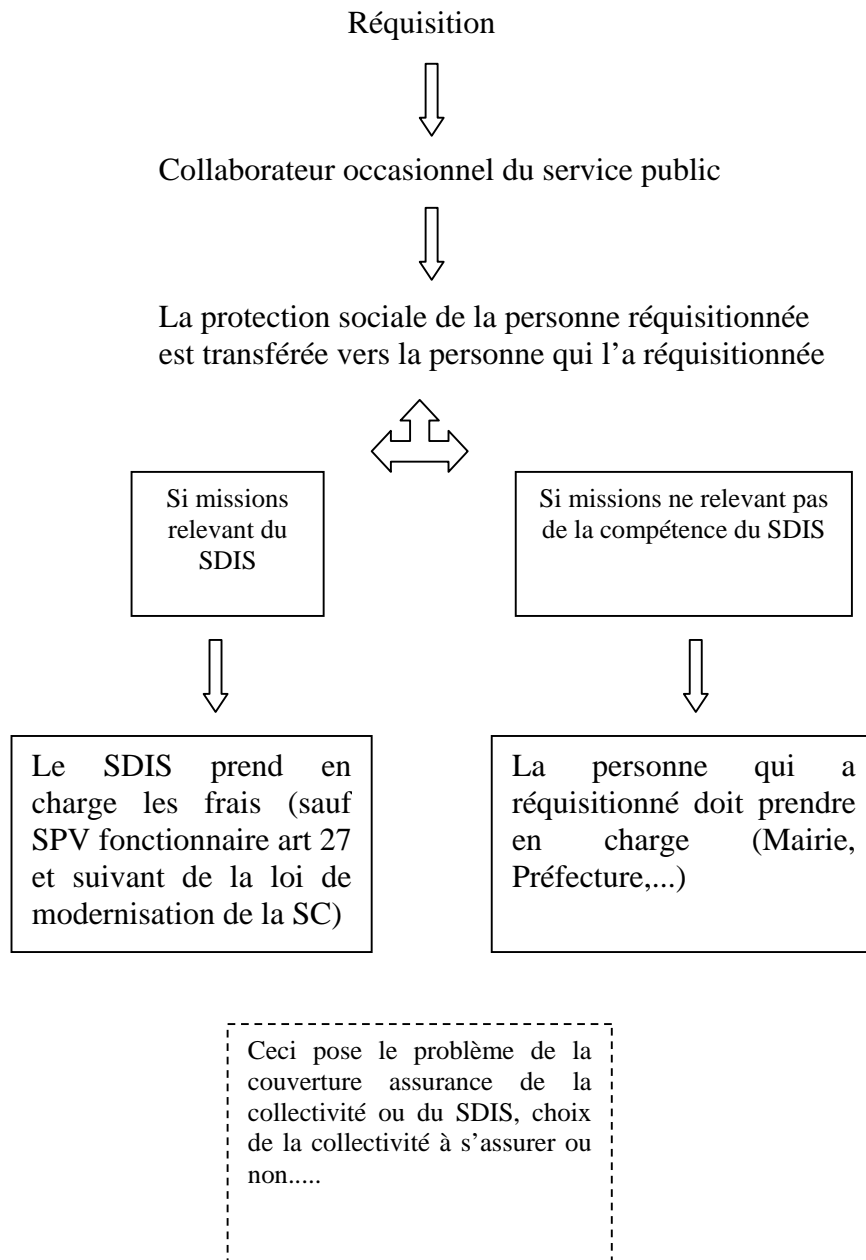 Réquisition
Collaborateur occasionnel du service public
La protection sociale de la personne réquisitionnée
est transférée vers la personne qui l'a réquisitionnée
Si missions
relevant du
SDIS
Si missions ne relevant pas
de la compétence du SDIS
Le SDIS prend en
charge les frais (sauf
SPV fonctionnaire art 27
et suivant de la loi de
modernisation de la SC)
La personne qui a
réquisitionné doit prendre
en charge (Mairie,
Préfecture,...)
Ceci pose le problème de la
couverture assurance de la
collectivité ou du SDIS, choix
de la collectivité à s'assurer ou
non.....